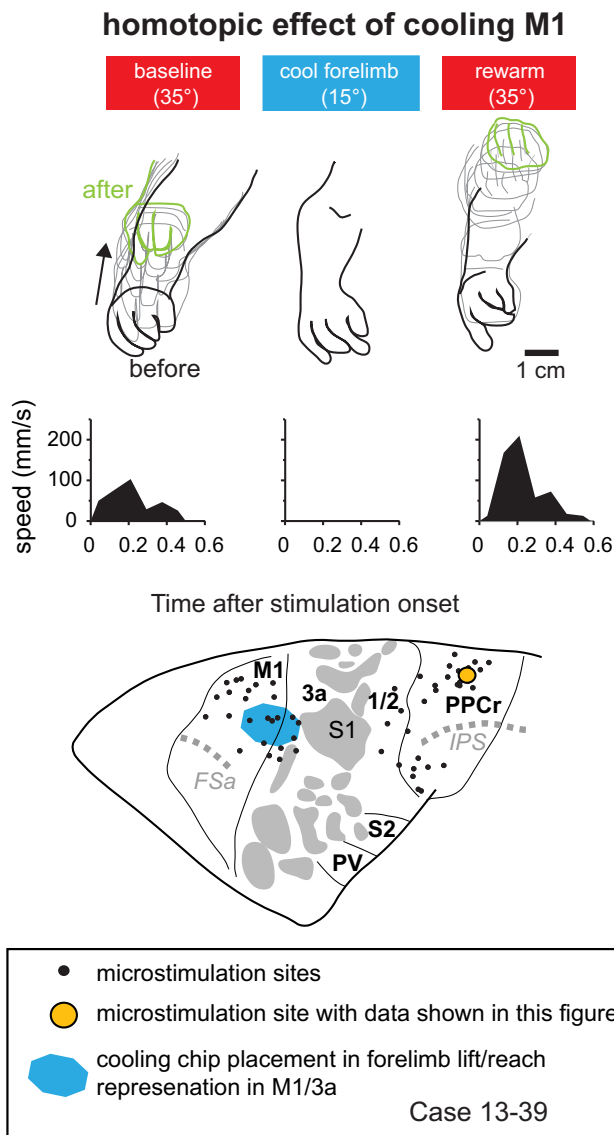 homotopic effect of cooling M1
baseline
(35°)
cool forelimb
(15°)
rewarm
(35°)
after
before
1 cm
speed (mm/s)
200
100
0
0 0.2 0.4 0.6
0 0.2 0.4 0.6
0 0.2 0.4 0.6
Time after stimulation onset
M1
3a
1/2
PPCr
S1
IPS
FSa
S2
PV
microstimulation sites
microstimulation site with data shown in this figure
cooling chip placement in forelimb lift/reach
represenation in M1/3a
Case 13-39